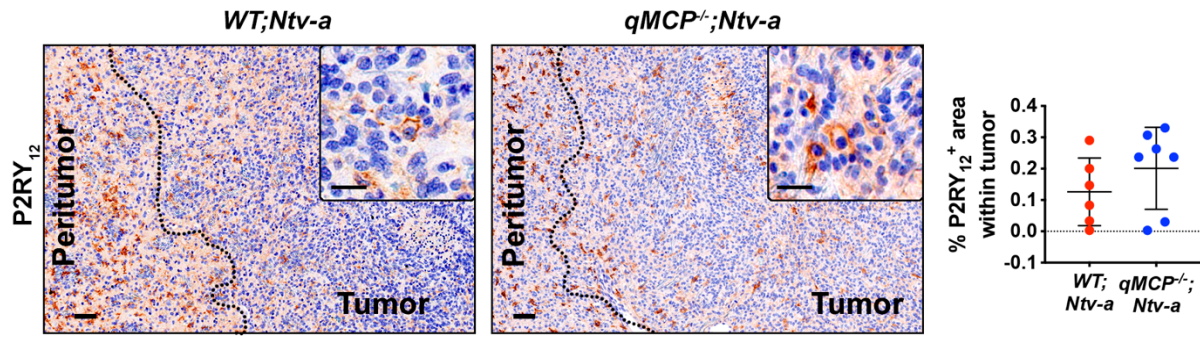 WT;Ntv-a
qMCP-/-;Ntv-a
P2RY12
Peritumor
Tumor
Peritumor
Tumor
% P2RY12+ area
within tumor
0.4
0.3
0.2
0.1
0.0
-0.1
WT;
Ntv-a
qMCP-/-;
Ntv-a